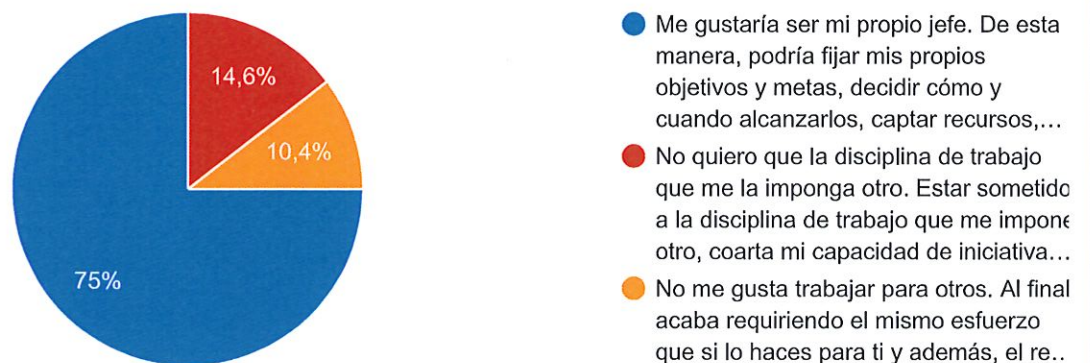 14,6%
10,4%
75%
Me gustaría ser mi propio jefe. De esta
manera, podría fijar mis propios
objetivos y metas, decidir cómo y
cuando alcanzarlos, captar recursos,...
No quiero que la disciplina de trabajo
que me la imponga otro. Estar sometido
a la disciplina de trabajo que me impone
otro, coarta mi capacidad de iniciativa...
No me gusta trabajar para otros. Al final
acaba requiriendo el mismo esfuerzo
que si lo haces para ti y además, el re..